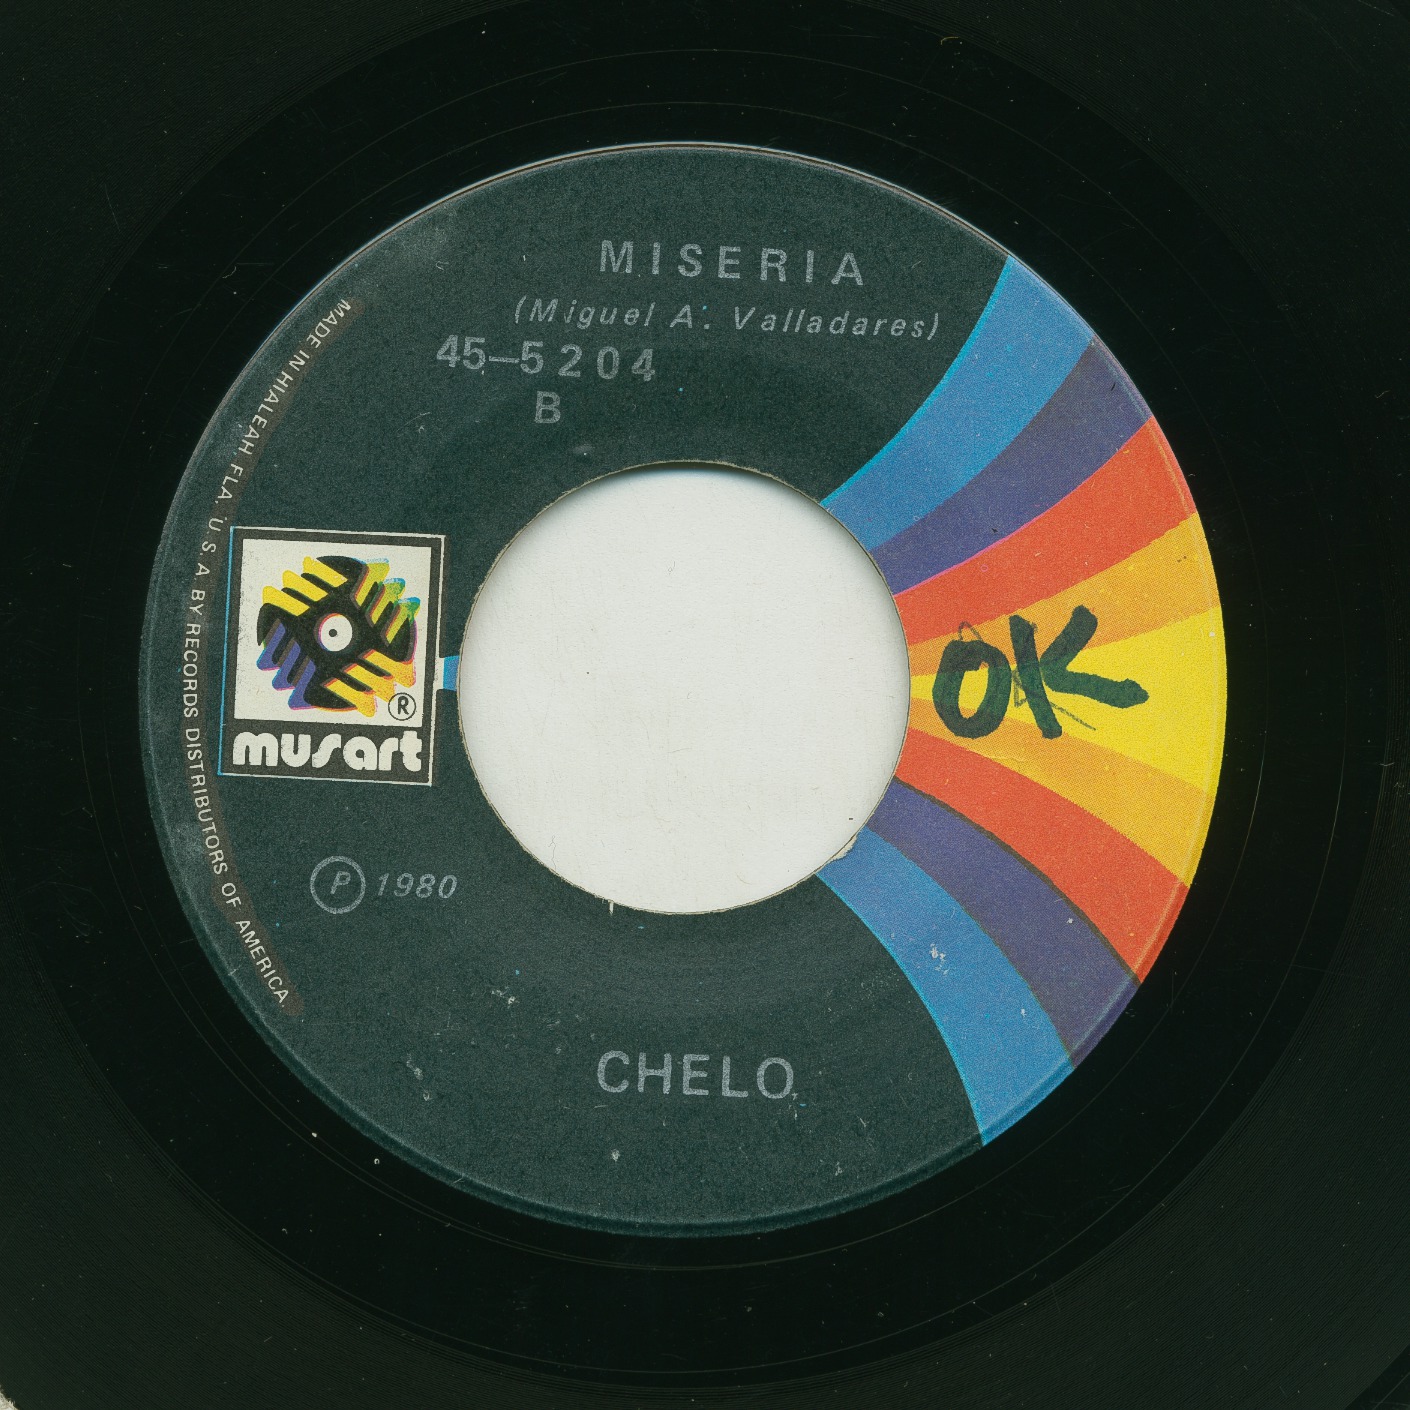 MISERIA
(Miguel A. Valladares)
45-5204
B
MADE IN HIALEAH, FLA. U.S.A BY RECORDS DISTRIBUTORS OF AMERICA.
®
musart
OK
Ⓟ 1980
CHELO